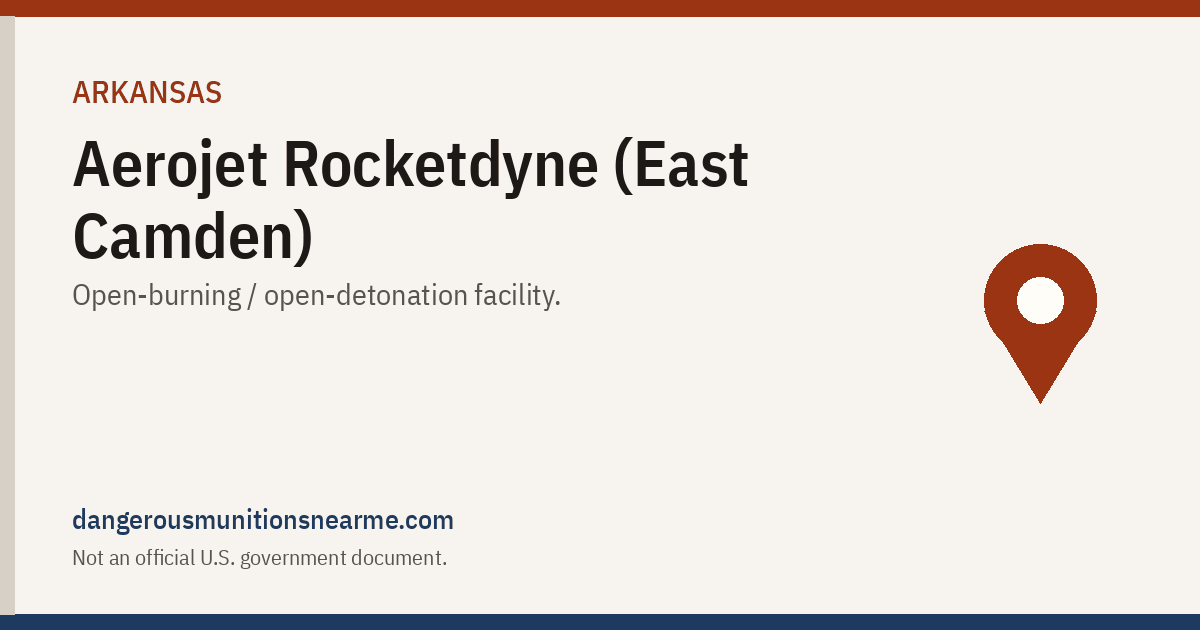 ARKANSAS
Aerojet Rocketdyne (East
Camden)
Open-burning / open-detonation facility.
dangerousmunitionsnearme.com
Not an official U.S. government document.